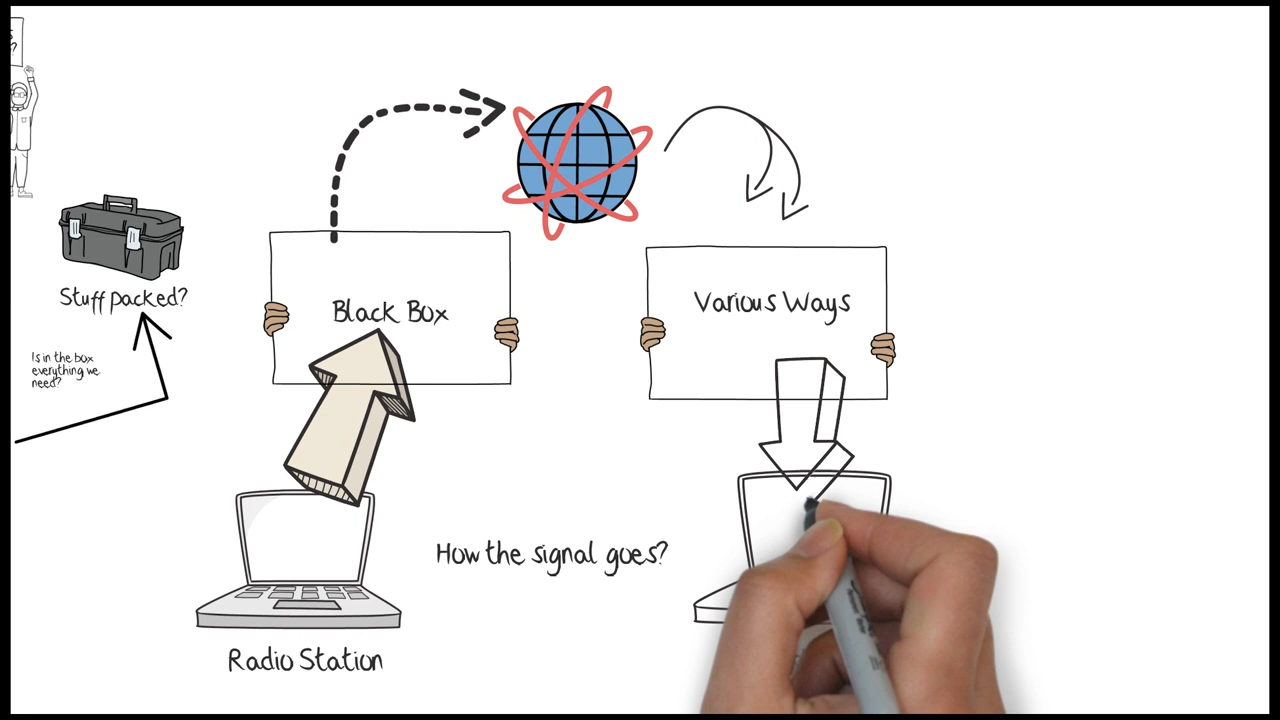 Stuff packed?
Is in the box
everything we
need?
Black Box
Various Ways
How the signal goes?
Radio Station